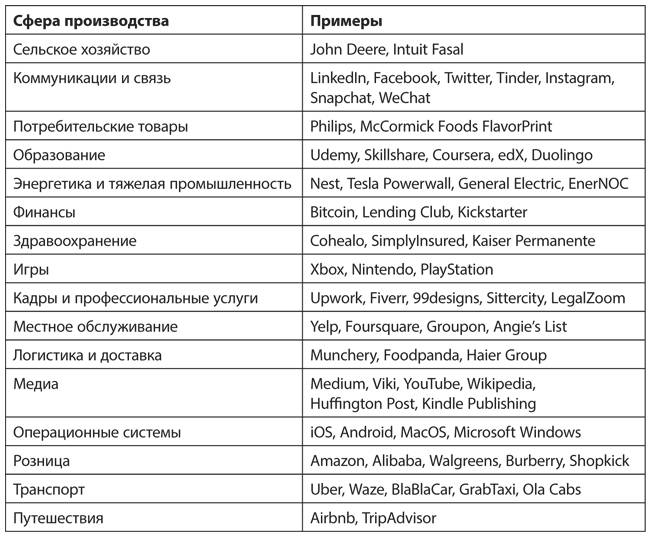 Сфера производства Примеры
Сельское хозяйство John Deere, Intuit Fasal
Коммуникации и связь LinkedIn, Facebook, Twitter, Tinder, Instagram,
Snapchat, WeChat
Потребительские товары Philips, McCormick Foods FlavorPrint
Образование Udemy, Skillshare, Coursera, edX, Duolingo
Энергетика и тяжелая промышленность Nest, Tesla Powerwall, General Electric, EnerNOC
Финансы Bitcoin, Lending Club, Kickstarter
Здравоохранение Cohealo, SimplyInsured, Kaiser Permanente
Игры Xbox, Nintendo, PlayStation
Кадры и профессиональные услуги Upwork, Fiverr, 99designs, Sittercity, LegalZoom
Местное обслуживание Yelp, Foursquare, Groupon, Angie’s List
Логистика и доставка Munchery, Foodpanda, Haier Group
Медиа Medium, Viki, YouTube, Wikipedia,
Huffington Post, Kindle Publishing
Операционные системы iOS, Android, MacOS, Microsoft Windows
Розница Amazon, Alibaba, Walgreens, Burberry, Shopkick
Транспорт Uber, Waze, BlaBlaCar, GrabTaxi, Ola Cabs
Путешествия Airbnb, TripAdvisor